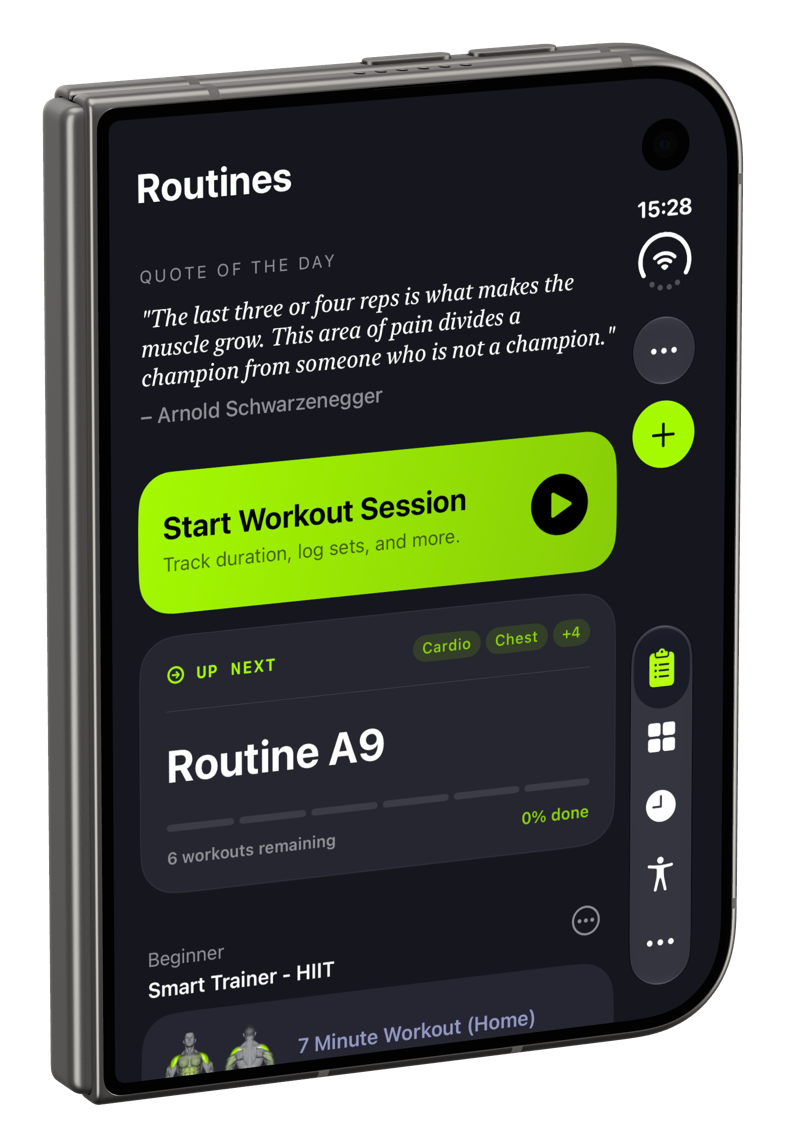 Routines
15:28
QUOTE OF THE DAY
"The last three or four reps is what makes the
muscle grow. This area of pain divides a
champion from someone who is not a champion."
– Arnold Schwarzenegger
Start Workout Session
Track duration, log sets, and more.
UP NEXT
Cardio
Chest
+4
Routine A9
6 workouts remaining
0% done
Beginner
Smart Trainer - HIIT
7 Minute Workout (Home)